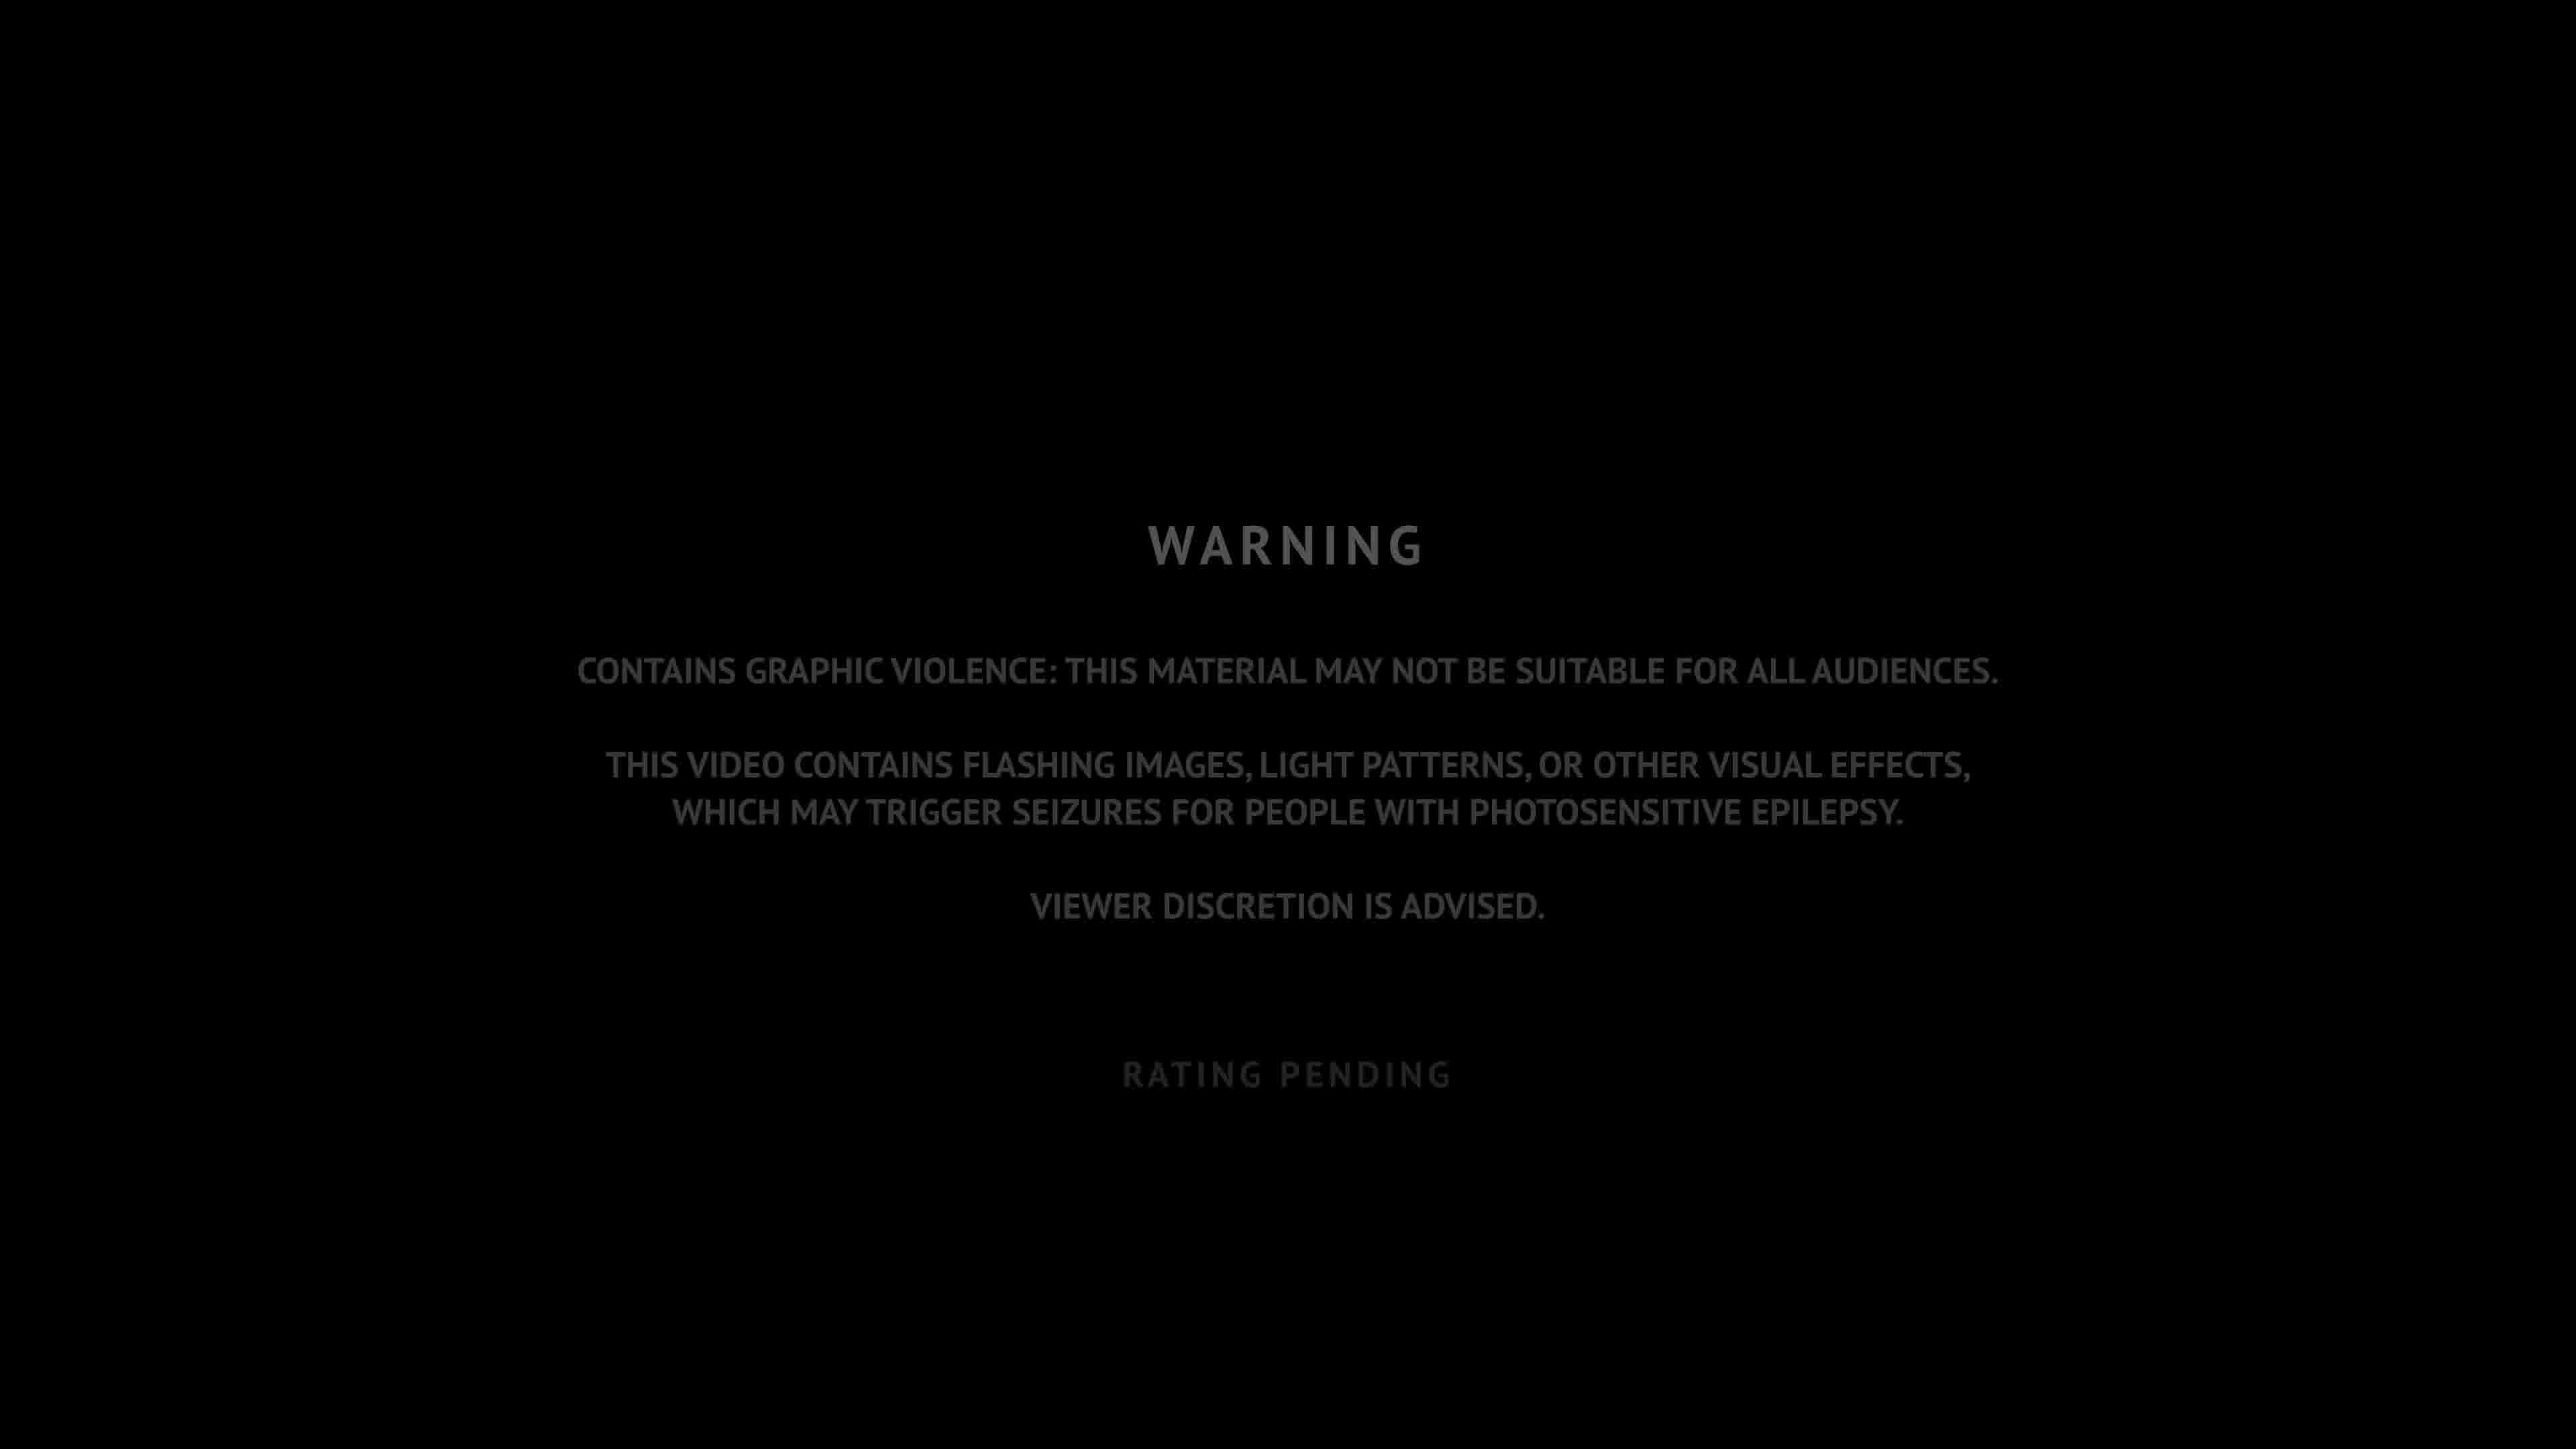 WARNING
CONTAINS GRAPHIC VIOLENCE: THIS MATERIAL MAY NOT BE SUITABLE FOR ALL AUDIENCES.
THIS VIDEO CONTAINS FLASHING IMAGES, LIGHT PATTERNS, OR OTHER VISUAL EFFECTS,
WHICH MAY TRIGGER SEIZURES FOR PEOPLE WITH PHOTOSENSITIVE EPILEPSY.
VIEWER DISCRETION IS ADVISED.
RATING PENDING